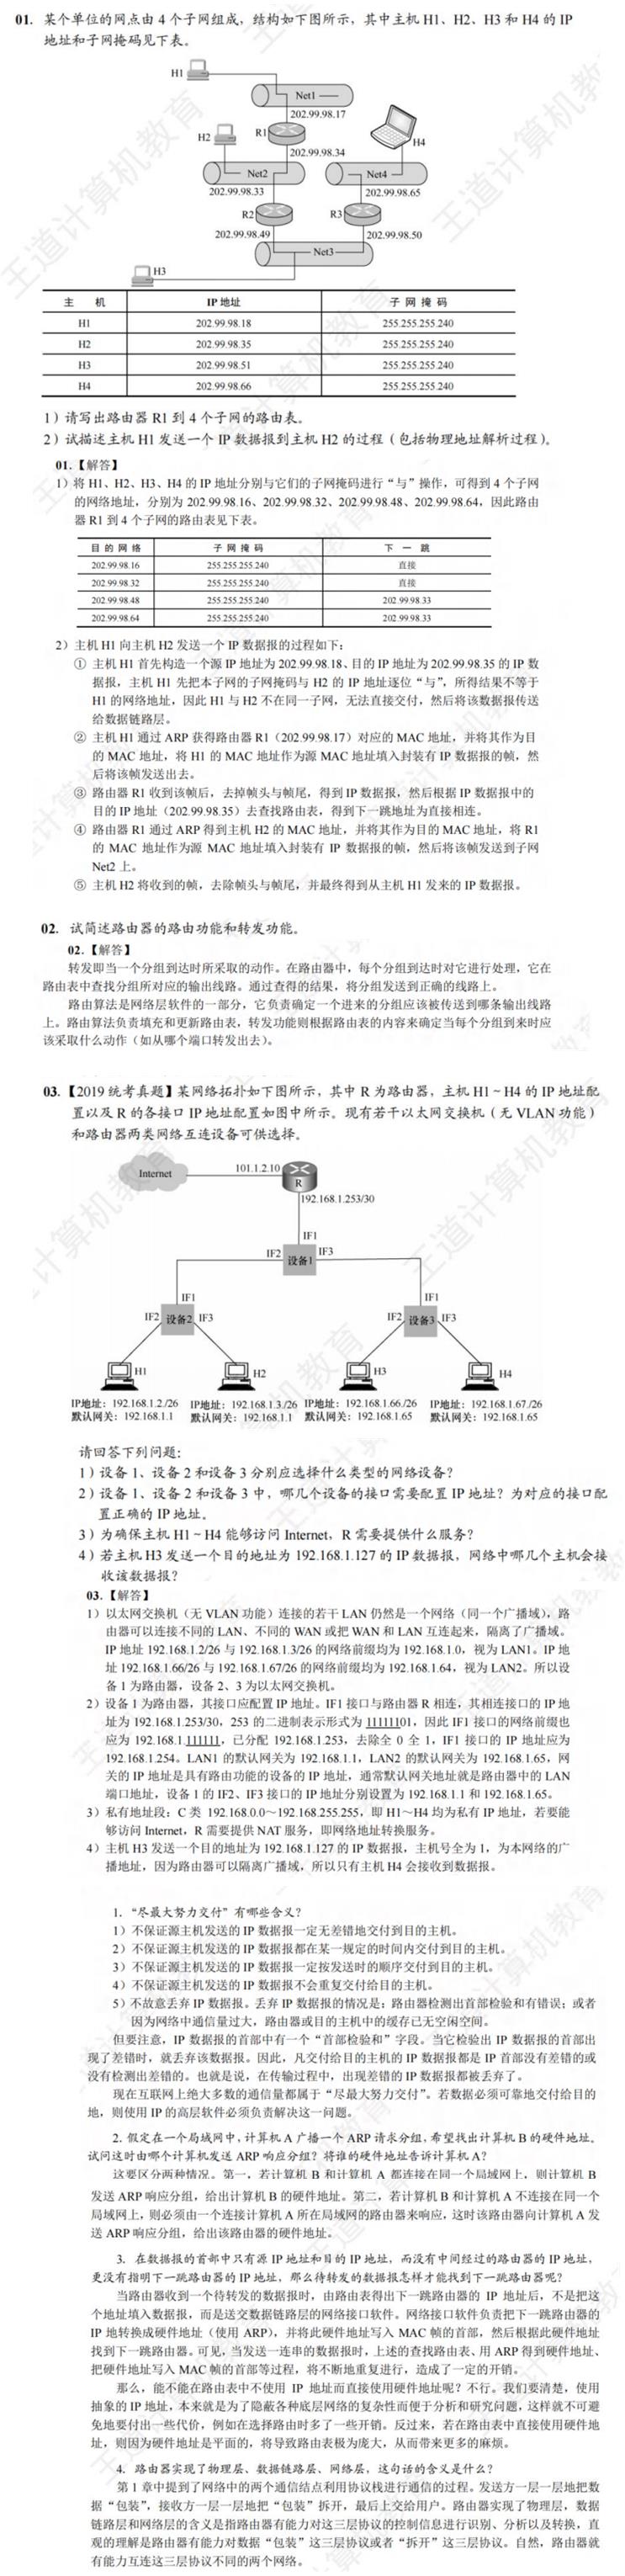 01. 某个单位的网点由 4 个子网组成，结构如下图所示，其中主机 H1、H2、H3 和 H4 的 IP
地址和子网掩码见下表。
H1
Net1
202.99.98.17
H2
R1
H4
202.99.98.34
Net2
Net4
202.99.98.33
202.99.98.65
R2
R3
202.99.98.49
202.99.98.50
Net3
H3
主 机 IP 地址 子 网 掩 码
H1 202.99.98.18 255.255.255.240
H2 202.99.98.35 255.255.255.240
H3 202.99.98.51 255.255.255.240
H4 202.99.98.66 255.255.255.240
1）请写出路由器 R1 到 4 个子网的路由表。
2）试描述主机 H1 发送一个 IP 数据报到主机 H2 的过程（包括物理地址解析过程）。
01.【解答】
1）将 H1、H2、H3、H4 的 IP 地址分别与它们的子网掩码进行“与”操作，可得到 4 个子网
的网络地址，分别为 202.99.98.16、202.99.98.32、202.99.98.48、202.99.98.64，因此路由
器 R1 到 4 个子网的路由表见下表。
目 的 网 络 子 网 掩 码 下 一 跳
202.99.98.16 255.255.255.240 直接
202.99.98.32 255.255.255.240 直接
202.99.98.48 255.255.255.240 202.99.98.33
202.99.98.64 255.255.255.240 202.99.98.33
2）主机 H1 向主机 H2 发送一个 IP 数据报的过程如下：
① 主机 H1 首先构造一个源 IP 地址为 202.99.98.18、目的 IP 地址为 202.99.98.35 的 IP 数
据报，主机 H1 先把本子网的子网掩码与 H2 的 IP 地址逐位“与”，所得结果不等于
H1 的网络地址，因此 H1 与 H2 不在同一子网，无法直接交付，然后将该数据报传送
给数据链路层。
② 主机 H1 通过 ARP 获得路由器 R1（202.99.98.17）对应的 MAC 地址，并将其作为目
的 MAC 地址，将 H1 的 MAC 地址作为源 MAC 地址填入封装有 IP 数据报的帧，然
后将该帧发送出去。
③ 路由器 R1 收到该帧后，去掉帧头与帧尾，得到 IP 数据报，然后根据 IP 数据报中的
目的 IP 地址（202.99.98.35）去查找路由表，得到下一跳地址为直接相连。
④ 路由器 R1 通过 ARP 得到主机 H2 的 MAC 地址，并将其作为目的 MAC 地址，将 R1
的 MAC 地址作为源 MAC 地址填入封装有 IP 数据报的帧，然后将该帧发送到子网
Net2 上。
⑤ 主机 H2 将收到的帧，去除帧头与帧尾，并最终得到从主机 H1 发来的 IP 数据报。
02. 试简述路由器的路由功能和转发功能。
02.【解答】
转发即当一个分组到达时所采取的动作。在路由器中，每个分组到达时对它进行处理，它在
路由表中查找分组所对应的输出线路。通过查得的结果，将分组发送到正确的线路上。
路由算法是网络层软件的一部分，它负责确定一个进来的分组应该被传送到哪条输出线路
上。路由算法负责填充和更新路由表，转发功能则根据路由表的内容来确定当每个分组到来时应
该采取什么动作（如从哪个端口转发出去）。
03.【2019 统考真题】某网络拓扑如下图所示，其中 R 为路由器，主机 H1～H4 的 IP 地址配
置以及 R 的各接口 IP 地址配置如图中所示。现有若干以太网交换机（无 VLAN 功能）
和路由器两类网络互连设备可供选择。
Internet
101.1.2.10
R
192.168.1.253/30
IF1
IF2 设备1 IF3
IF1
IF1
IF2 设备2 IF3
IF2 设备3 IF3
H1
H2
H3
H4
IP地址：192.168.1.2/26 IP地址：192.168.1.3/26 IP地址：192.168.1.66/26 IP地址：192.168.1.67/26
默认网关：192.168.1.1 默认网关：192.168.1.1 默认网关：192.168.1.65 默认网关：192.168.1.65
请回答下列问题：
1）设备 1、设备 2 和设备 3 分别应选择什么类型的网络设备？
2）设备 1、设备 2 和设备 3 中，哪几个设备的接口需要配置 IP 地址？为对应的接口配
置正确的 IP 地址。
3）为确保主机 H1～H4 能够访问 Internet，R 需要提供什么服务？
4）若主机 H3 发送一个目的地址为 192.168.1.127 的 IP 数据报，网络中哪几个主机会接
收该数据报？
03.【解答】
1）以太网交换机（无 VLAN 功能）连接的若干 LAN 仍然是一个网络（同一个广播域），路
由器可以连接不同的 LAN、不同的 WAN 或把 WAN 和 LAN 互连起来，隔离了广播域。
IP 地址 192.168.1.2/26 与 192.168.1.3/26 的网络前缀均为 192.168.1.0，视为 LAN1。IP 地
址 192.168.1.66/26 与 192.168.1.67/26 的网络前缀均为 192.168.1.64，视为 LAN2。所以设
备 1 为路由器，设备 2、3 为以太网交换机。
2）设备 1 为路由器，其接口应配置 IP 地址。IF1 接口与路由器 R 相连，其相连接口的 IP 地
址为 192.168.1.253/30，253 的二进制表示形式为 11111101，因此 IF1 接口的网络前缀也
应为 192.168.1.111111，已分配 192.168.1.253，去除全 0 全 1，IF1 接口的 IP 地址应为
192.168.1.254。LAN1 的默认网关为 192.168.1.1，LAN2 的默认网关为 192.168.1.65，网
关的 IP 地址是具有路由功能的设备的 IP 地址，通常默认网关地址就是路由器中的 LAN
端口地址，设备 1 的 IF2、IF3 接口的 IP 地址分别设置为 192.168.1.1 和 192.168.1.65。
3）私有地址段：C 类 192.168.0.0～192.168.255.255，即 H1～H4 均为私有 IP 地址，若要能
够访问 Internet，R 需要提供 NAT 服务，即网络地址转换服务。
4）主机 H3 发送一个目的地址为 192.168.1.127 的 IP 数据报，主机号全为 1，为本网络的广
播地址，因为路由器可以隔离广播域，所以只有主机 H4 会接收到数据报。
1. “尽最大努力交付”有哪些含义？
1）不保证源主机发送的 IP 数据报一定无差错地交付到目的主机。
2）不保证源主机发送的 IP 数据报都在某一规定的时间内交付到目的主机。
3）不保证源主机发送的 IP 数据报一定按发送时的顺序交付到目的主机。
4）不保证源主机发送的 IP 数据报不会重复交付给目的主机。
5）不故意丢弃 IP 数据报。丢弃 IP 数据报的情况是：路由器检测出首部检验和有错误；或者
因为网络中通信量过大，路由器或目的主机中的缓存已无空闲空间。
但要注意，IP 数据报的首部中有一个“首部检验和”字段。当它检验出 IP 数据报的首部出
现了差错时，就丢弃该数据报。因此，凡交付给目的主机的 IP 数据报都是 IP 首部没有差错的或
没有检测出差错的。也就是说，在传输过程中，出现差错的 IP 数据报都被丢弃了。
现在互联网上绝大多数的通信量都属于“尽最大努力交付”。若数据必须可靠地交付给目的
地，则使用 IP 的高层软件必须负责解决这一问题。
2. 假定在一个局域网中，计算机 A 广播一个 ARP 请求分组，希望找出计算机 B 的硬件地址。
试问这时由哪个计算机发送 ARP 响应分组？将谁的硬件地址告诉计算机 A？
这要区分两种情况。第一，若计算机 B 和计算机 A 都连接在同一个局域网上，则计算机 B
发送 ARP 响应分组，给出计算机 B 的硬件地址。第二，若计算机 B 和计算机 A 不连接在同一个
局域网上，则必须由一个连接计算机 A 所在局域网的路由器来响应，这时该路由器向计算机 A 发
送 ARP 响应分组，给出该路由器的硬件地址。
3. 在数据报的首部中只有源 IP 地址和目的 IP 地址，而没有中间经过的路由器的 IP 地址，
更没有指明下一跳路由器的 IP 地址，那么待转发的数据报怎样才能找到下一跳路由器呢？
当路由器收到一个待转发的数据报时，由路由表得出下一跳路由器的 IP 地址后，不是把这
个地址填入数据报，而是送交数据链路层的网络接口软件。网络接口软件负责把下一跳路由器的
IP 地转换成硬件地址（使用 ARP），并将此硬件地址写入 MAC 帧的首部，然后根据此硬件地址
找到下一跳路由器。可见，当发送一连串的数据报时，上述的查找路由表、用 ARP 得到硬件地址、
把硬件地址写入 MAC 帧的首部等过程，将不断地重复进行，造成了一定的开销。
那么，能不能在路由表中不使用 IP 地址而直接使用硬件地址呢？不行。我们要清楚，使用
抽象的 IP 地址，本来就是为了隐蔽各种底层网络的复杂性而便于分析和研究问题，这样就不可避
免地要付出一些代价，例如在选择路由时多了一些开销。反过来，若在路由表中直接使用硬件地
址，则因为硬件地址是平面的，将导致路由表极为庞大，从而带来更多的麻烦。
4. 路由器实现了物理层、数据链路层、网络层，这句话的含义是什么？
第 1 章中提到了网络中的两个通信结点利用协议栈进行通信的过程。发送方一层一层地把数
据“包装”，接收方一层一层地把“包装”拆开，最后上交给用户。路由器实现了物理层，数据
链路层和网络层的含义是指路由器有能力对这三层协议的控制信息进行识别、分析以及转换，直
观的理解是路由器有能力对数据“包装”这三层协议或者“拆开”这三层协议。自然，路由器就
有能力互连这三层协议不同的两个网络。